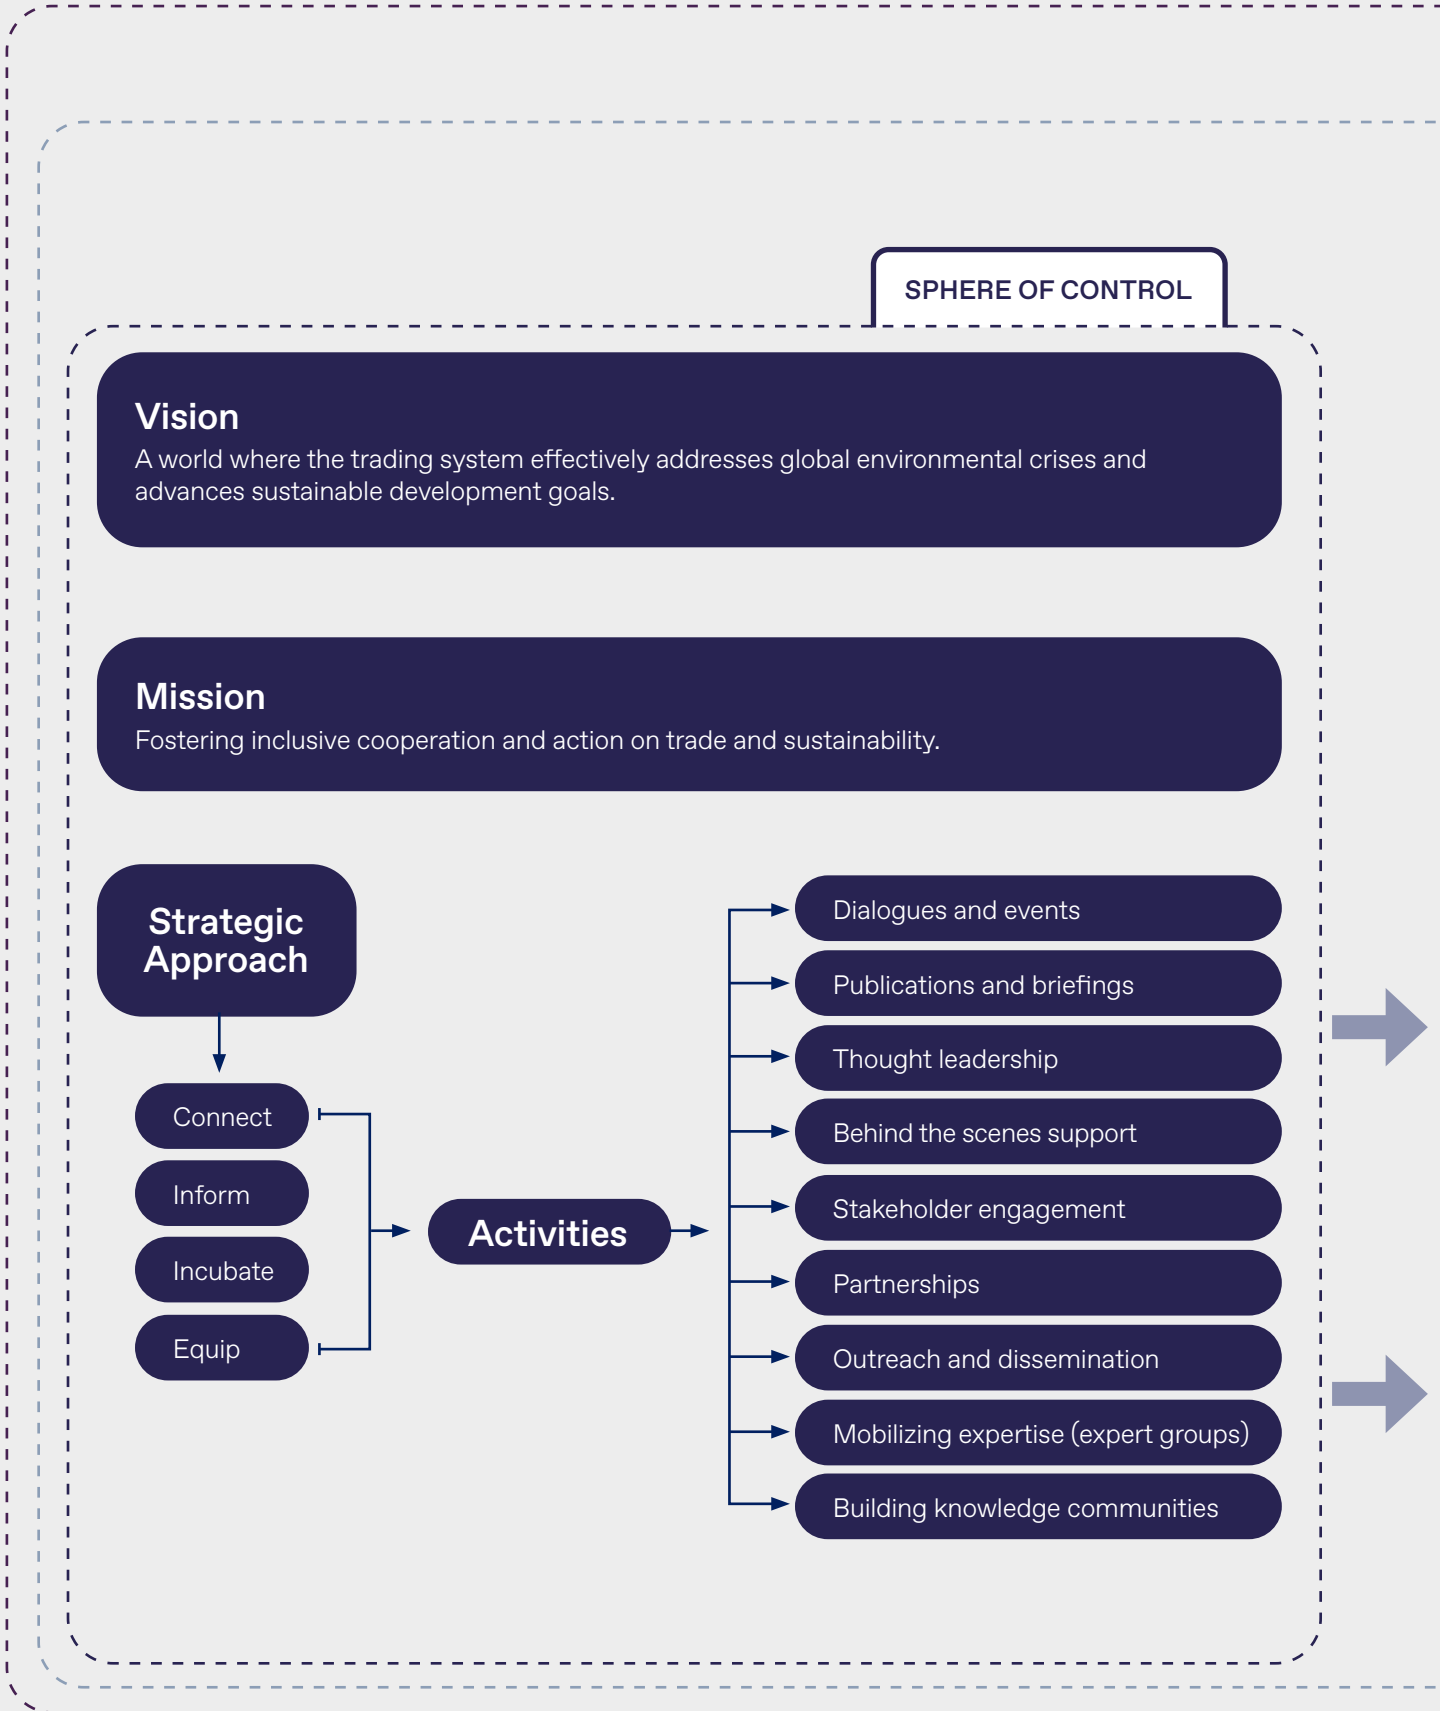 SPHERE OF CONTROL
Vision
A world where the trading system effectively addresses global environmental crises and
advances sustainable development goals.
Mission
Fostering inclusive cooperation and action on trade and sustainability.
Strategic
Approach
Connect
Inform
Incubate
Equip
Activities
Dialogues and events
Publications and briefings
Thought leadership
Behind the scenes support
Stakeholder engagement
Partnerships
Outreach and dissemination
Mobilizing expertise (expert groups)
Building knowledge communities